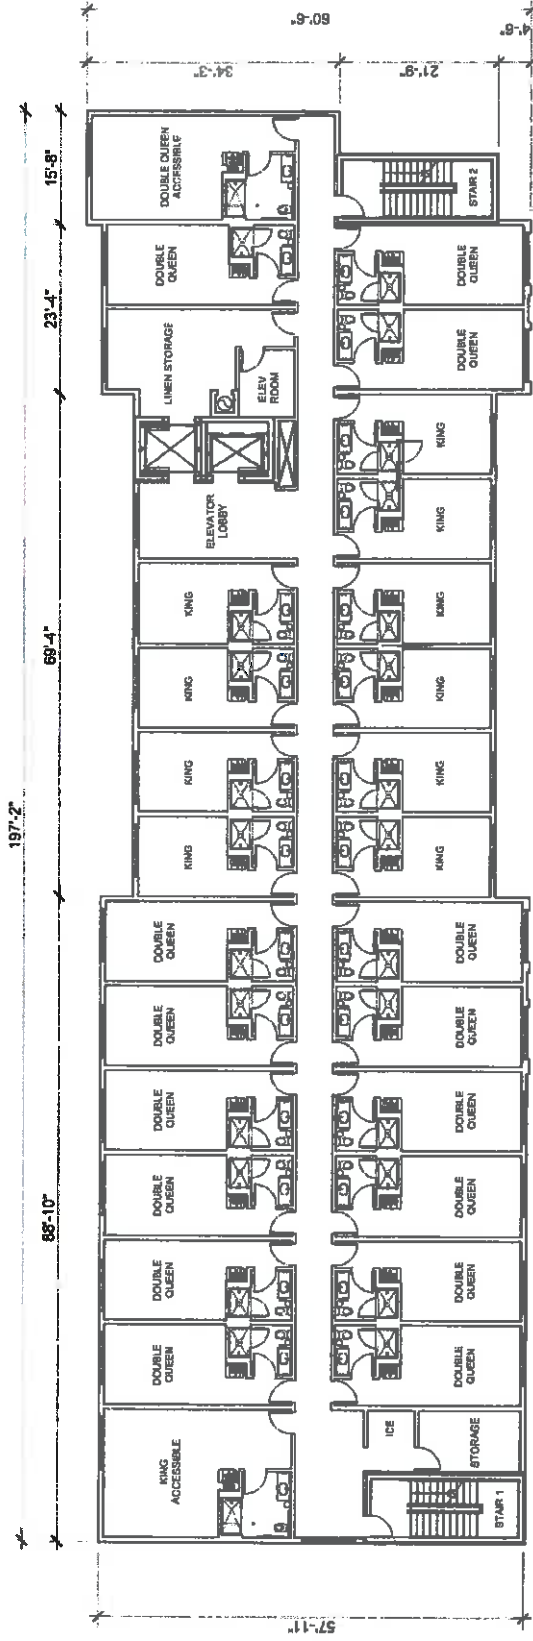 60'-6"
4'-6"
34'-3"
21'-9"
197'-2"
15'-8"
23'-4"
69'-4"
68'-10"
57'-11"
DOUBLE QUEEN
ACCESSIBLE
STAIR 2
DOUBLE
QUEEN
DOUBLE
QUEEN
LINEN STORAGE
ELEV
ROOM
DOUBLE
QUEEN
KING
ELEVATOR
LOBBY
KING
KING
KING
KING
KING
KING
KING
KING
KING
DOUBLE
QUEEN
DOUBLE
QUEEN
DOUBLE
QUEEN
DOUBLE
QUEEN
DOUBLE
QUEEN
DOUBLE
QUEEN
DOUBLE
QUEEN
DOUBLE
QUEEN
DOUBLE
QUEEN
DOUBLE
QUEEN
DOUBLE
QUEEN
DOUBLE
QUEEN
KING
ACCESSIBLE
ICE
STORAGE
STAIR 1